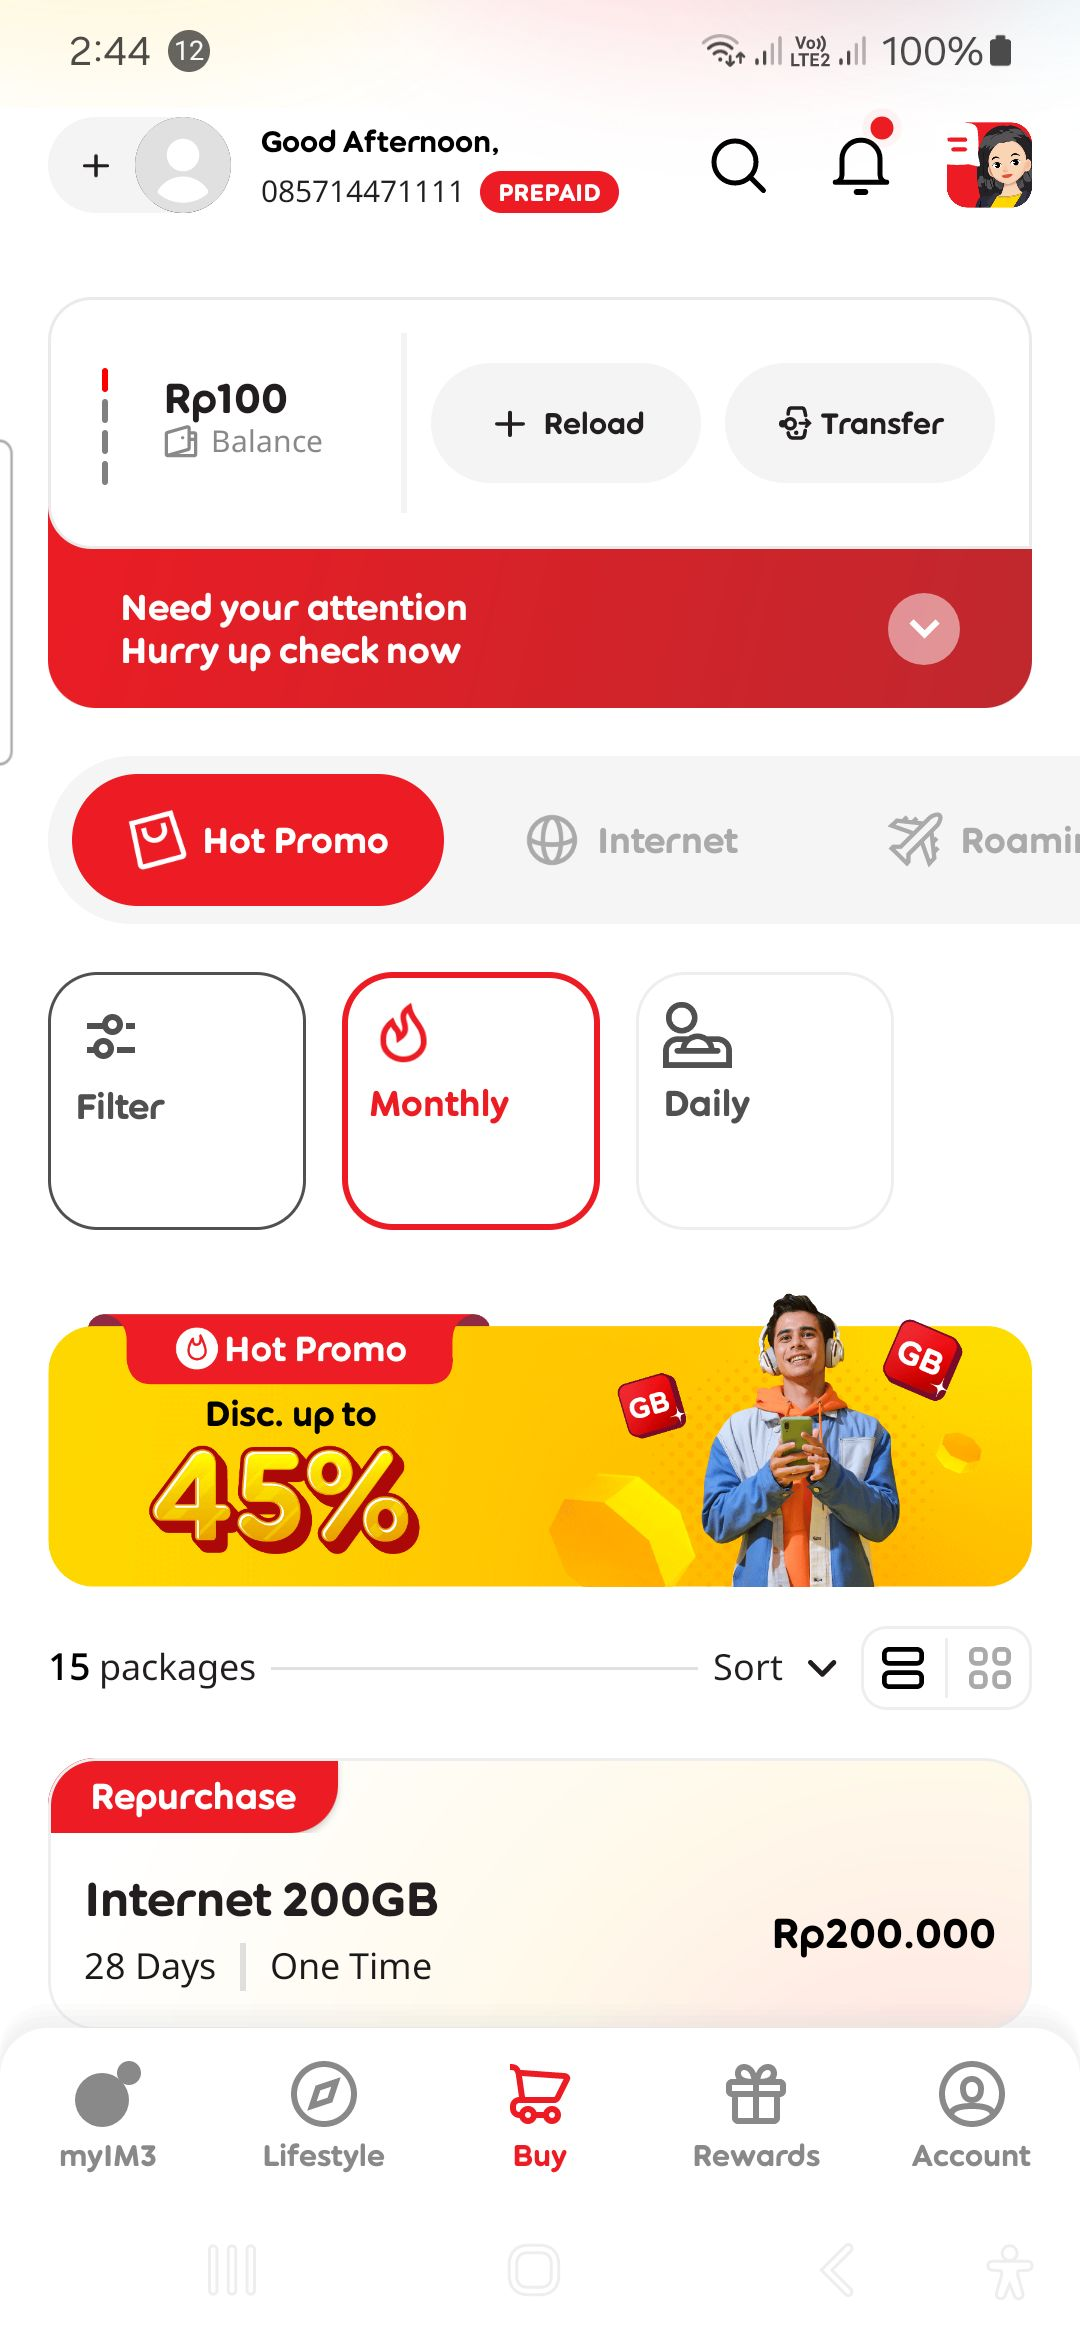 2:44 12 Vo)) LTE2 100%
Good Afternoon,
085714471111 PREPAID
Rp100
Balance
Reload
Transfer
Need your attention
Hurry up check now
Hot Promo Internet Roamin
Filter Monthly Daily
Hot Promo
Disc. up to
45%
GB GB
15 packages Sort
Repurchase
Internet 200GB
28 Days One Time
Rp200.000
myIM3 Lifestyle Buy Rewards Account